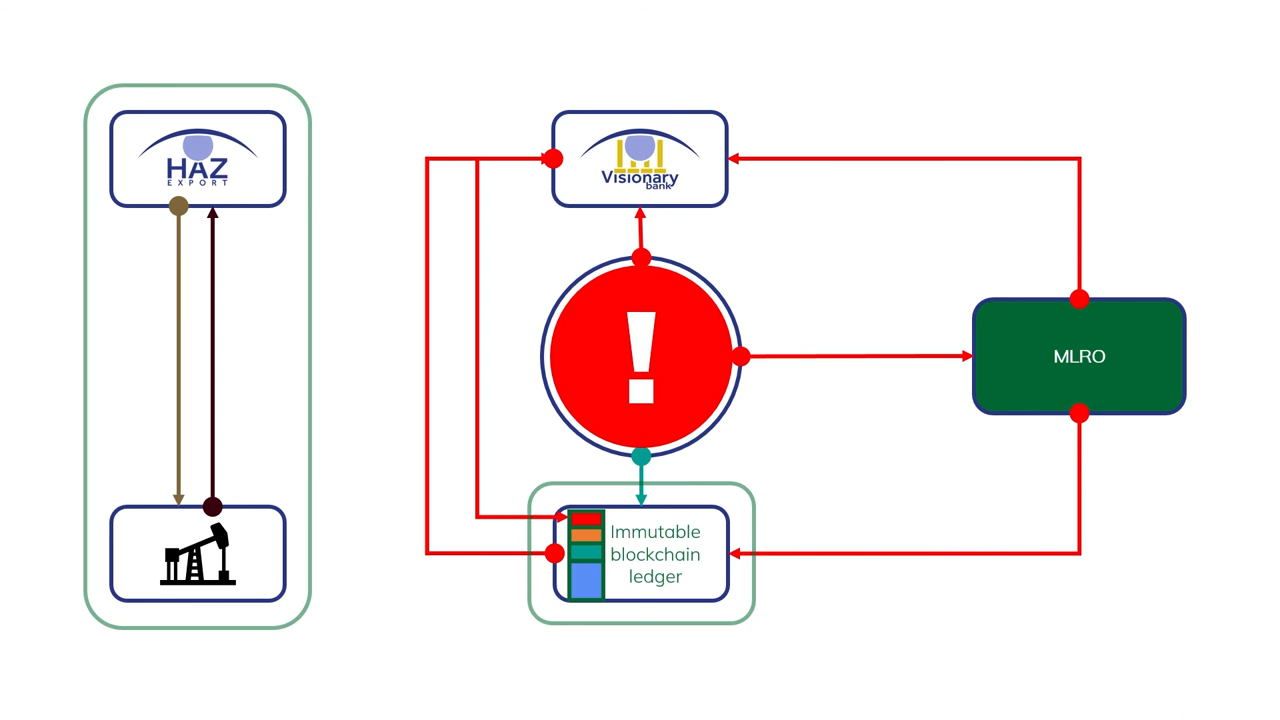 HAZ
EXPORT
Visionary
bank
!
MLRO
Immutable
blockchain
ledger